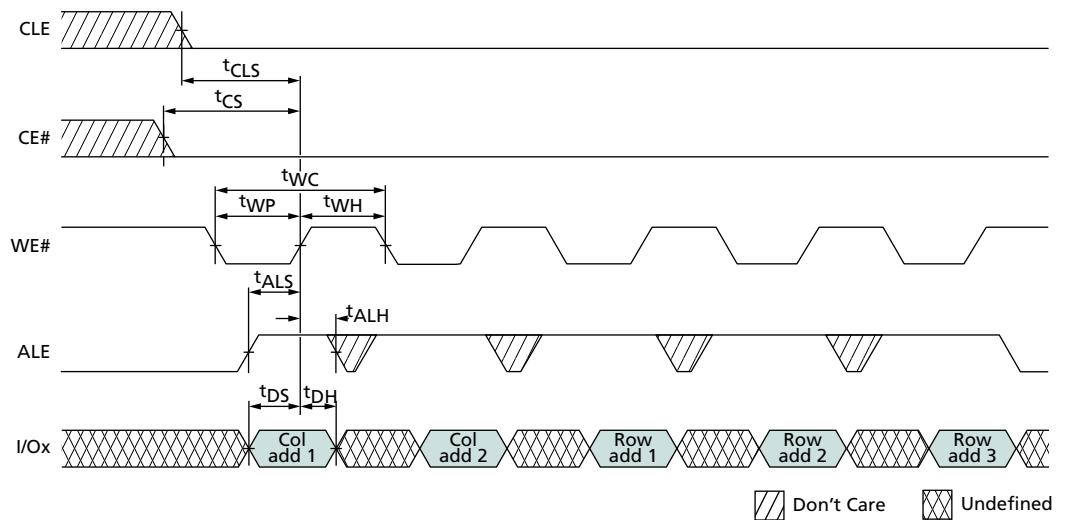 CLE
tCLS
tCS
CE#
tWC
tWP
tWH
WE#
tALS
tALH
ALE
tDS
tDH
I/Ox
Col
add 1
Col
add 2
Row
add 1
Row
add 2
Row
add 3
Don't Care
Undefined